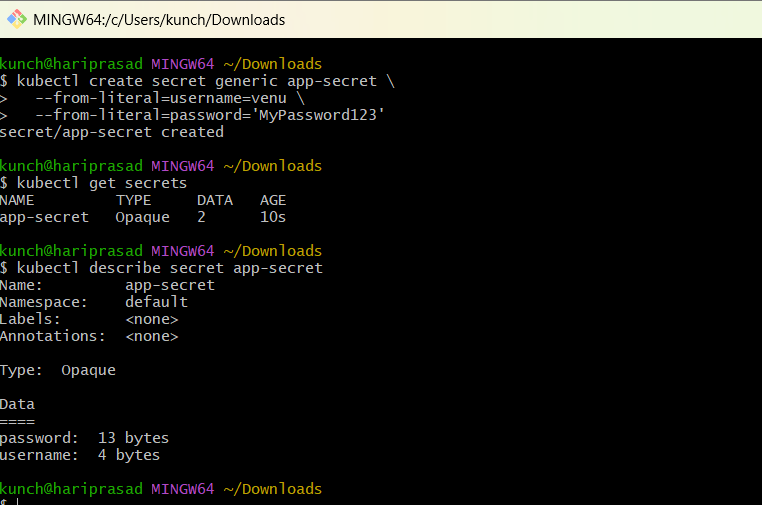 MINGW64:/c/Users/kunch/Downloads
kunch@hariprasad MINGW64 ~/Downloads
$ kubectl create secret generic app-secret \
>   --from-literal=username=venu \
>   --from-literal=password='MyPassword123'
secret/app-secret created
kunch@hariprasad MINGW64 ~/Downloads
$ kubectl get secrets
NAME         TYPE     DATA   AGE
app-secret   Opaque   2      10s
kunch@hariprasad MINGW64 ~/Downloads
$ kubectl describe secret app-secret
Name:         app-secret
Namespace:    default
Labels:       <none>
Annotations:  <none>
Type:  Opaque
Data
====
password:  13 bytes
username:  4 bytes
kunch@hariprasad MINGW64 ~/Downloads
$